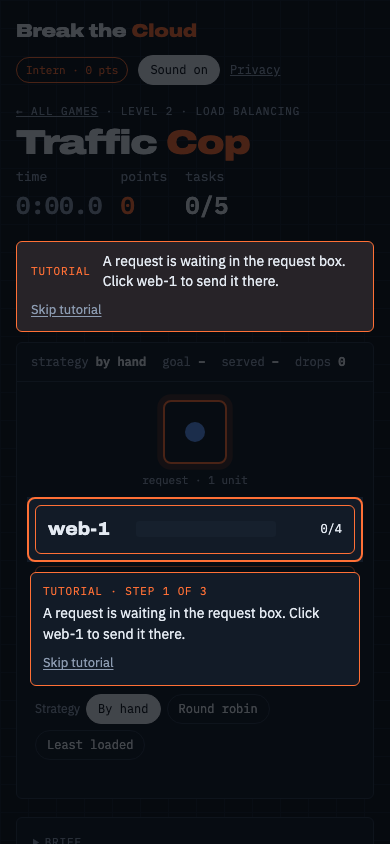 Break the Cloud
Intern · 0 pts
Sound on
Privacy
← ALL GAMES · LEVEL 2 · LOAD BALANCING
Traffic Cop
time points tasks
0:00.0 0 0/5
TUTORIAL
A request is waiting in the request box.
Click web-1 to send it there.
Skip tutorial
strategy by hand goal – served – drops 0
request · 1 unit
web-1 0/4
TUTORIAL · STEP 1 OF 3
A request is waiting in the request box. Click
web-1 to send it there.
Skip tutorial
Strategy By hand Round robin
Least loaded
▸ BRIEF